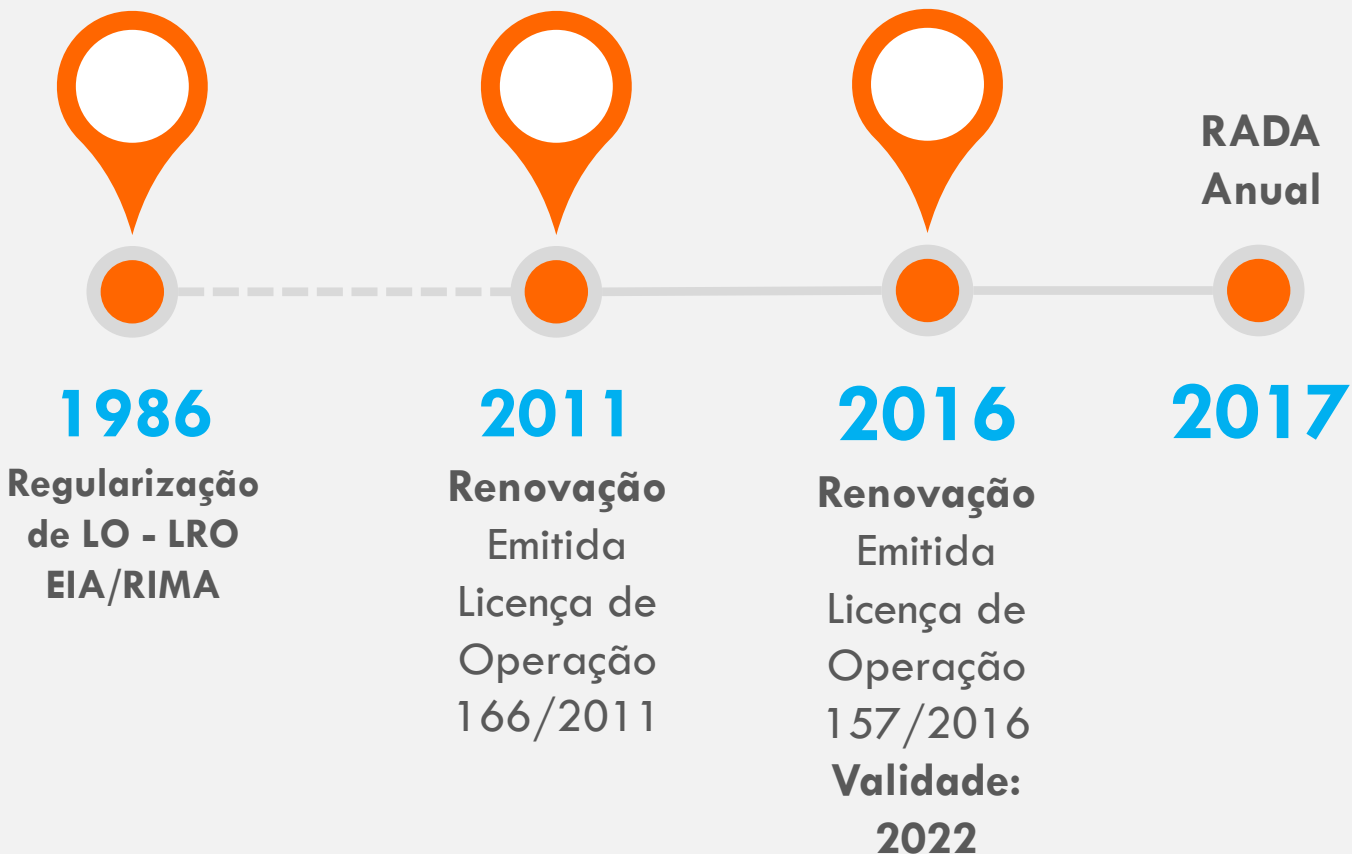 1986
Regularização
de LO - LRO
EIA/RIMA
2011
Renovação
Emitida
Licença de
Operação
166/2011
2016
Renovação
Emitida
Licença de
Operação
157/2016
Validade:
2022
RADA
Anual
2017